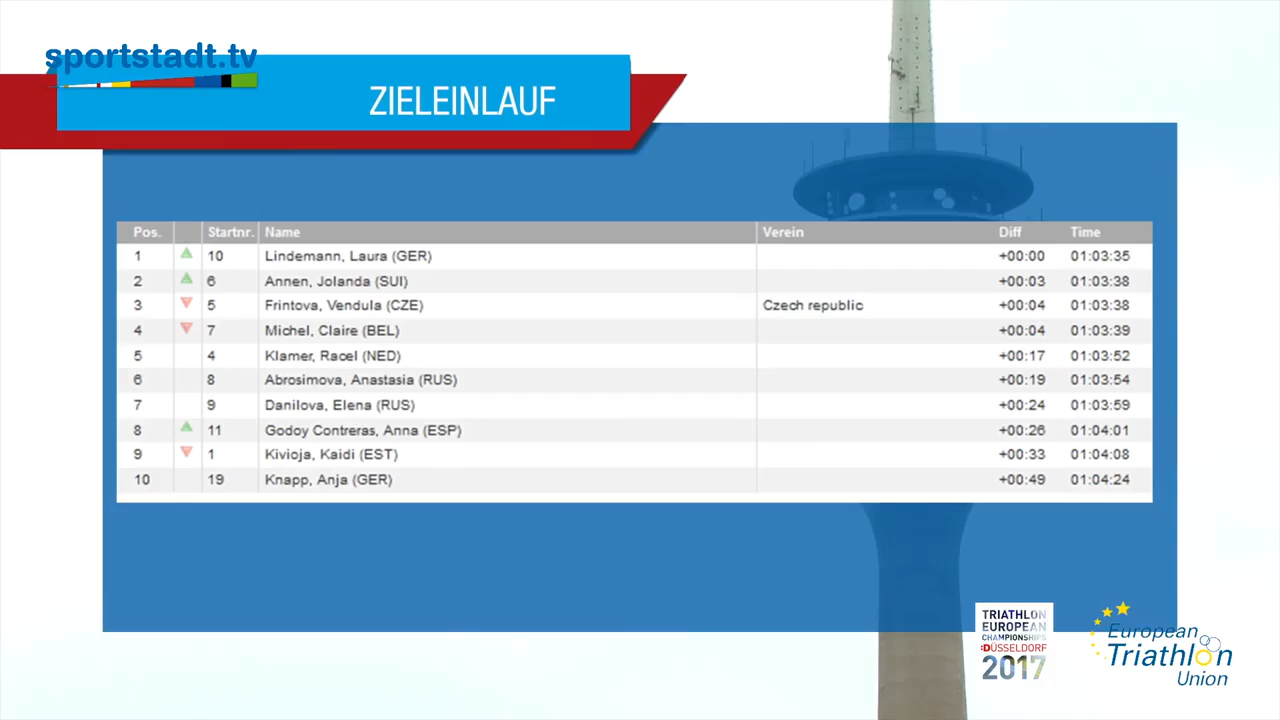 sportstadt.tv
ZIELEINLAUF
Pos. Startnr. Name Verein Diff Time
1 10 Lindemann, Laura (GER) +00:00 01:03:35
2 6 Annen, Jolanda (SUI) +00:03 01:03:38
3 5 Frintova, Vendula (CZE) Czech republic +00:04 01:03:38
4 7 Michel, Claire (BEL) +00:04 01:03:39
5 4 Klamer, Racel (NED) +00:17 01:03:52
6 8 Abrosimova, Anastasia (RUS) +00:19 01:03:54
7 9 Danilova, Elena (RUS) +00:24 01:03:59
8 11 Godoy Contreras, Anna (ESP) +00:26 01:04:01
9 1 Kivioja, Kaidi (EST) +00:33 01:04:08
10 19 Knapp, Anja (GER) +00:49 01:04:24
TRIATHLON
EUROPEAN
CHAMPIONSHIPS
:DÜSSELDORF
2017
European
Triathlon
Union